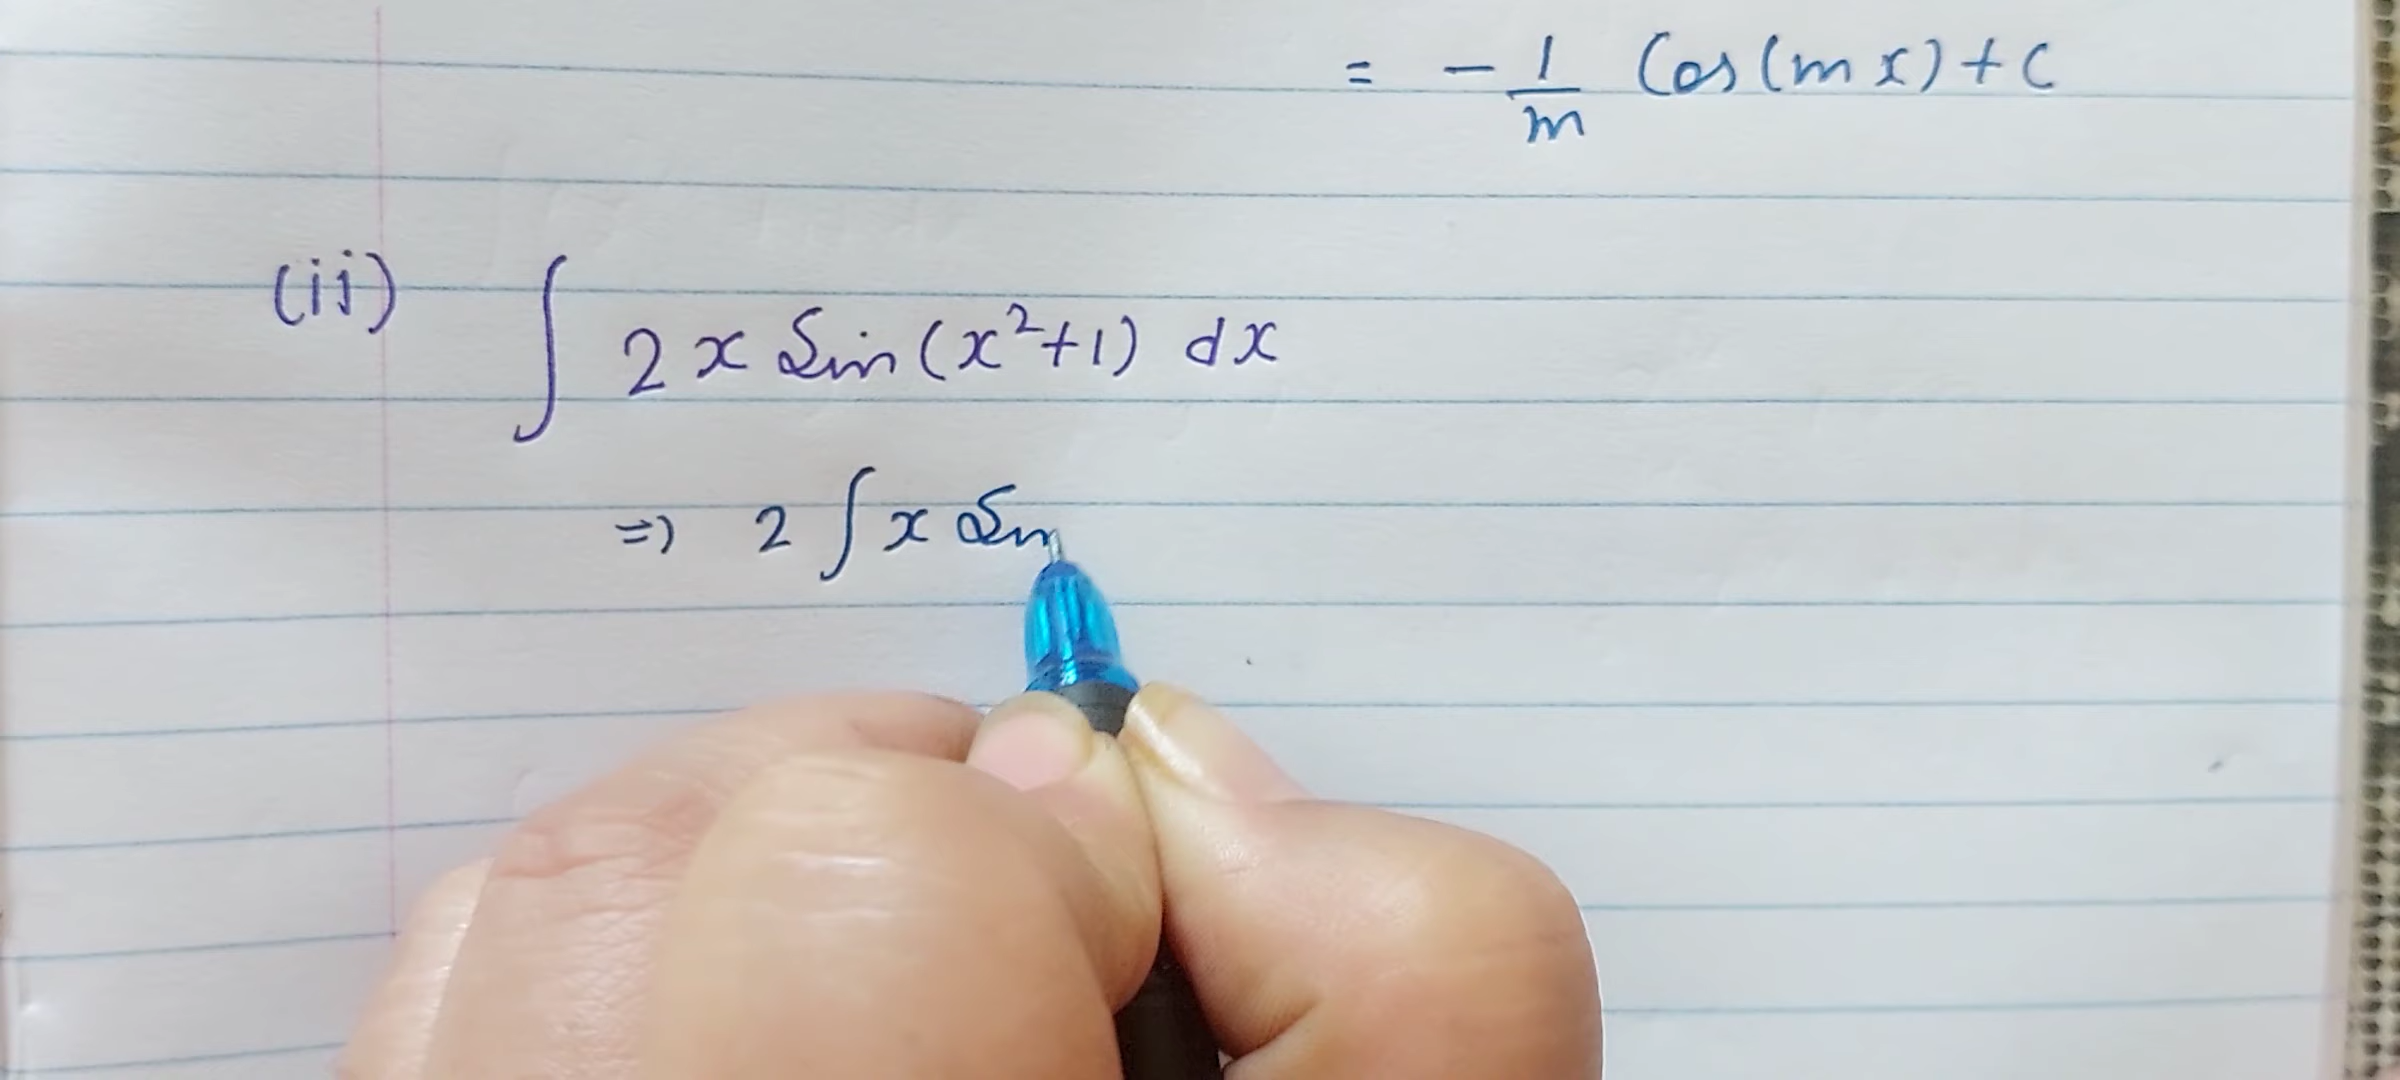 = - 1/m Cos(mx)+C
(ii) ∫ 2x Sin(x²+1) dx
⇒ 2 ∫ x Sin